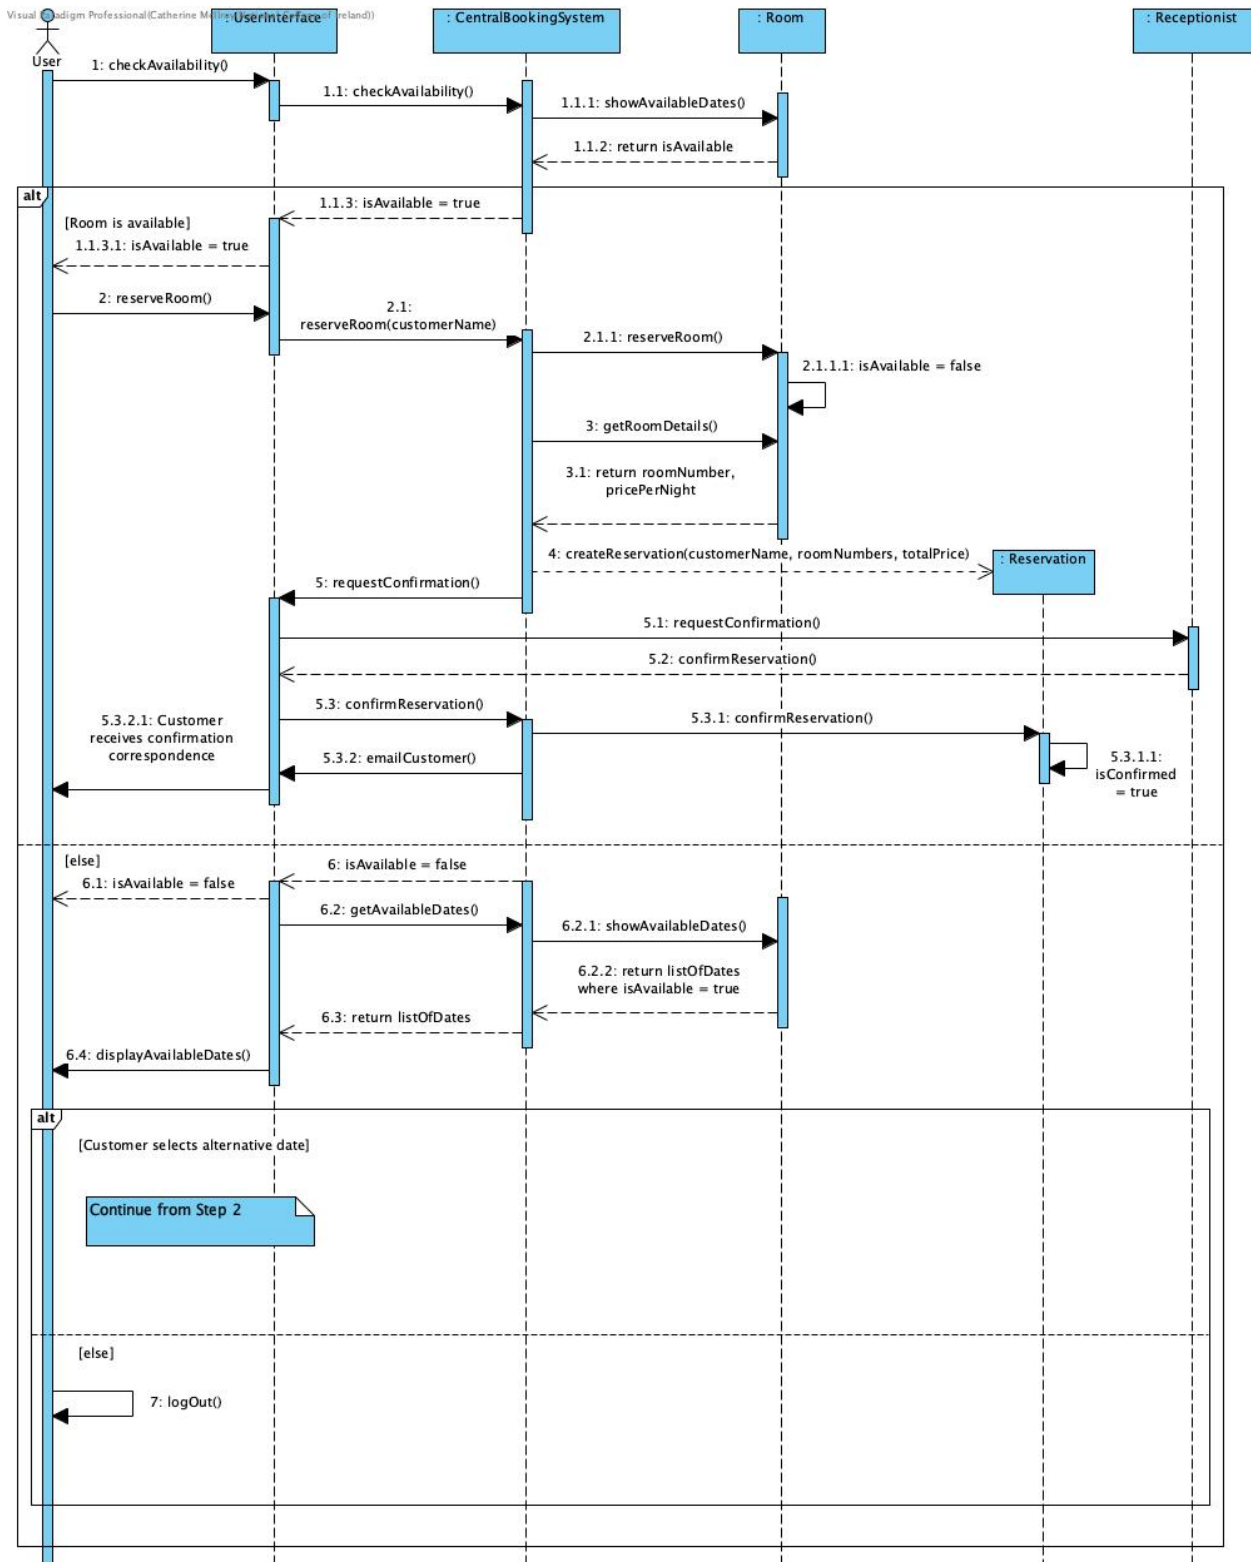 Visual Paradigm Professional(Catherine of Ireland))
: UserInterface
: CentralBookingSystem
: Room
: Receptionist
User
1: checkAvailability()
1.1: checkAvailability()
1.1.1: showAvailableDates()
1.1.2: return isAvailable
alt
1.1.3: isAvailable = true
[Room is available]
1.1.3.1: isAvailable = true
2: reserveRoom()
2.1:
reserveRoom(customerName)
2.1.1: reserveRoom()
2.1.1.1: isAvailable = false
3: getRoomDetails()
3.1: return roomNumber,
pricePerNight
4: createReservation(customerName, roomNumbers, totalPrice)
: Reservation
5: requestConfirmation()
5.1: requestConfirmation()
5.2: confirmReservation()
5.3: confirmReservation()
5.3.1: confirmReservation()
5.3.2.1: Customer
receives confirmation
correspondence
5.3.2: emailCustomer()
5.3.1.1:
isConfirmed
= true
[else]
6: isAvailable = false
6.1: isAvailable = false
6.2: getAvailableDates()
6.2.1: showAvailableDates()
6.2.2: return listOfDates
where isAvailable = true
6.3: return listOfDates
6.4: displayAvailableDates()
alt
[Customer selects alternative date]
Continue from Step 2
[else]
7: logOut()